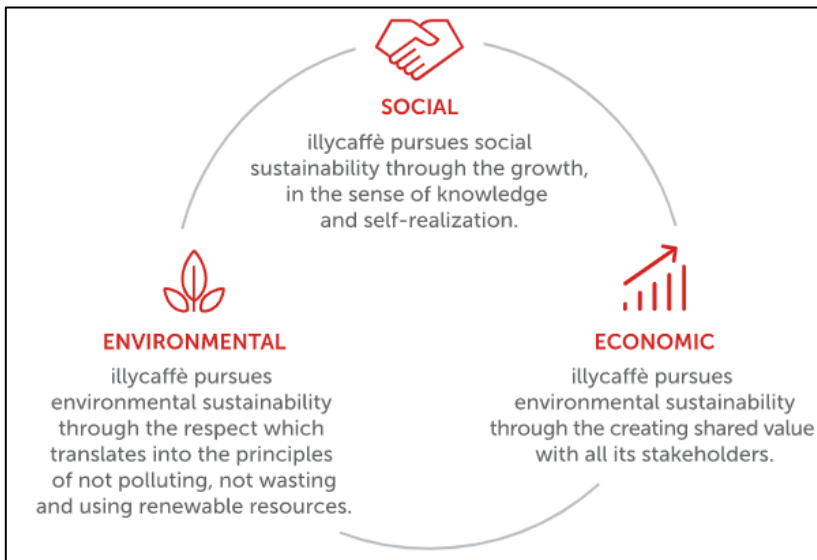 SOCIAL
illycaffè pursues social
sustainability through the growth,
in the sense of knowledge
and self-realization.
ENVIRONMENTAL
illycaffè pursues
environmental sustainability
through the respect which
translates into the principles
of not polluting, not wasting
and using renewable resources.
ECONOMIC
illycaffè pursues
environmental sustainability
through the creating shared value
with all its stakeholders.